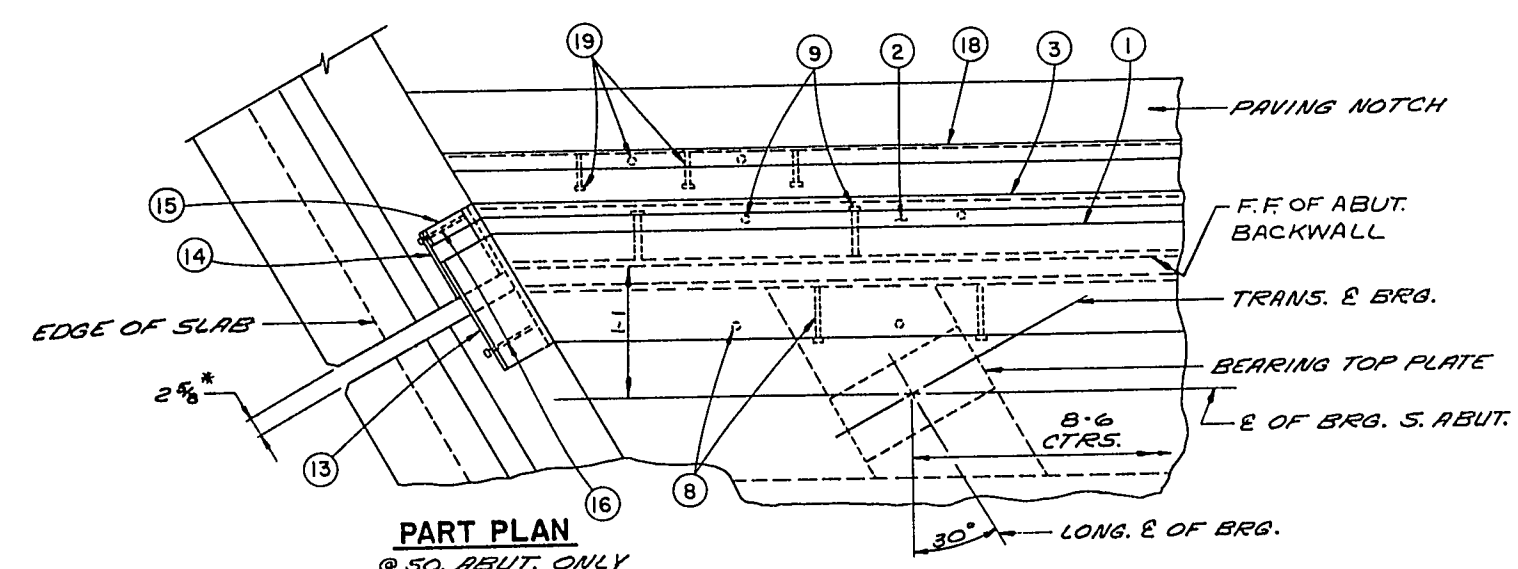 19
9
2
18
3
1
PAVING NOTCH
15
14
F.F. OF ABUT.
BACKWALL
EDGE OF SLAB
1-1
TRANS. ℄ BRG.
BEARING TOP PLATE
2 5/8 *
8-6
CTRS.
℄ OF BRG. S. ABUT.
13
8
16
30°
LONG. ℄ OF BRG.
PART PLAN
@ SO. ABUT. ONLY